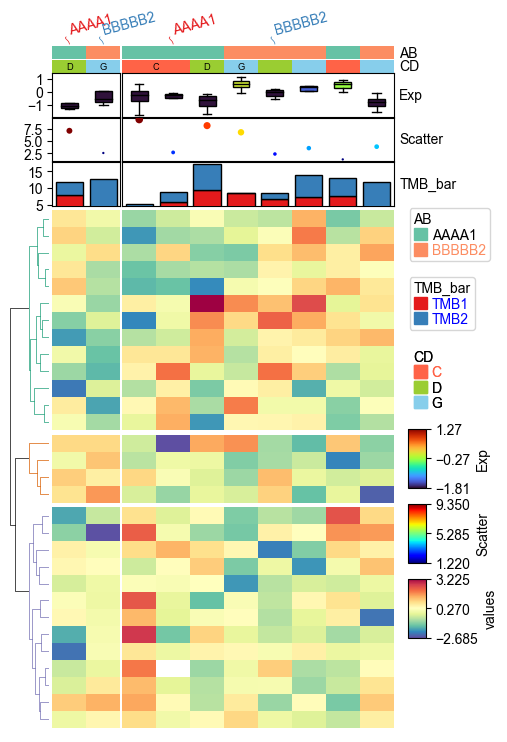 AAAA1 BBBBB2 AAAA1 BBBBB2
AB
D G C D G CD
1
0
−1
Exp
7.5
5.0
2.5
Scatter
15
10
5
TMB_bar
AB
AAAA1
BBBBB2
TMB_bar
TMB1
TMB2
CD
C
D
G
1.27
−0.27
−1.81
Exp
9.350
5.285
1.220
Scatter
3.225
0.270
−2.685
values